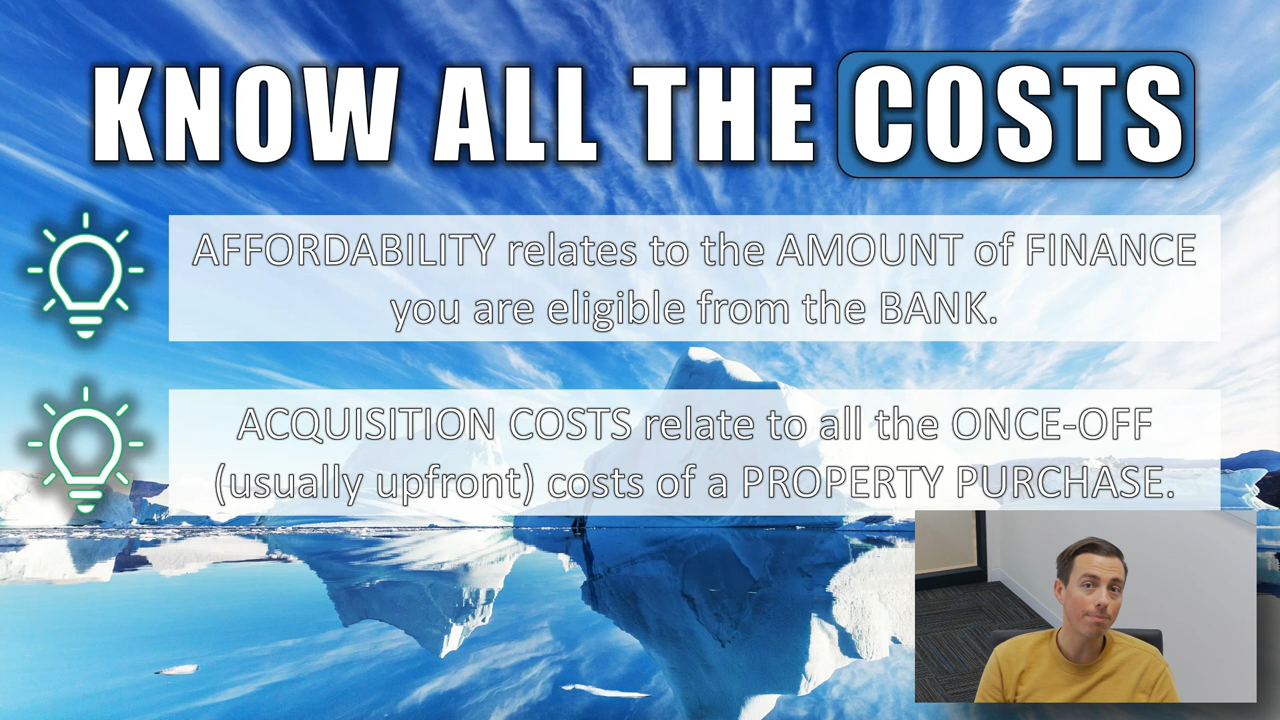 KNOW ALL THE COSTS
AFFORDABILITY relates to the AMOUNT of FINANCE
you are eligible from the BANK.
ACQUISITION COSTS relate to all the ONCE-OFF
(usually upfront) costs of a PROPERTY PURCHASE.